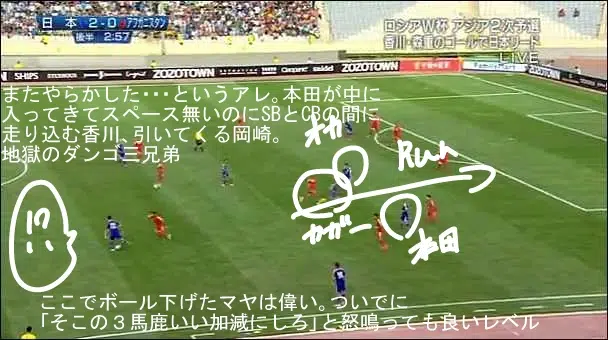 日本 2-0 アフガニスタン
後半 2:57
ロシアW杯 アジア2次予選
香川・森重のゴールで日本リード
LIVE
SHIPS
ZOZOTOWN
ZOZOTOWN
ZOZOTOWN
またやらかした・・・というアレ。本田が中に
入ってきてスペース無いのにSBとCBの間に
走り込む香川、引いてくる岡崎。
地獄のダンゴ三兄弟
オカ
Run
カガー
本田
ここでボール下げたマヤは偉い。ついでに
「そこの３馬鹿いい加減にしろ」と怒鳴っても良いレベル